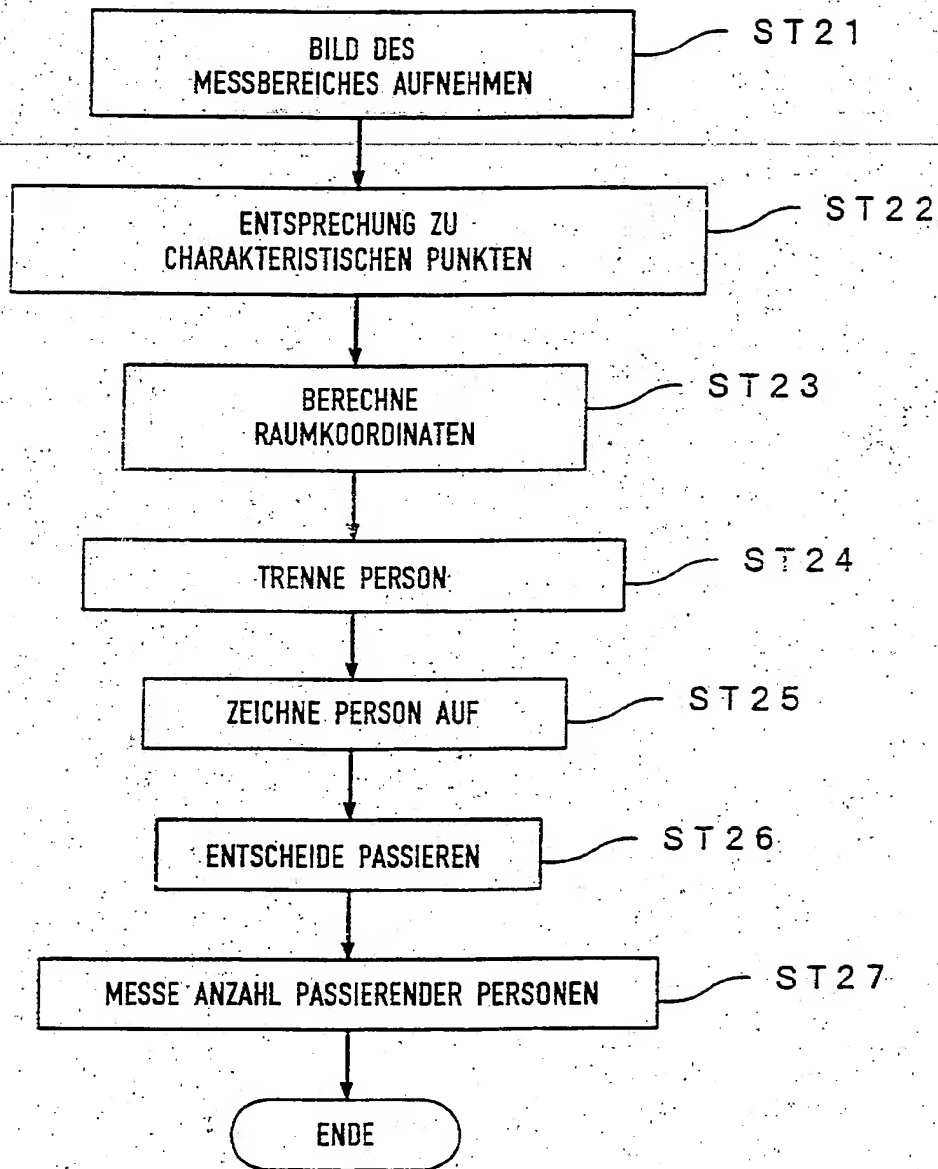 BILD DES
MESSBEREICHES AUFNEHMEN
ST21
ENTSPRECHUNG ZU
CHARAKTERISTISCHEN PUNKTEN
ST22
BERECHNE
RAUMKOORDINATEN
ST23
TRENNE PERSON
ST24
ZEICHNE PERSON AUF
ST25
ENTSCHEIDE PASSIEREN
ST26
MESSE ANZAHL PASSIERENDER PERSONEN
ST27
ENDE